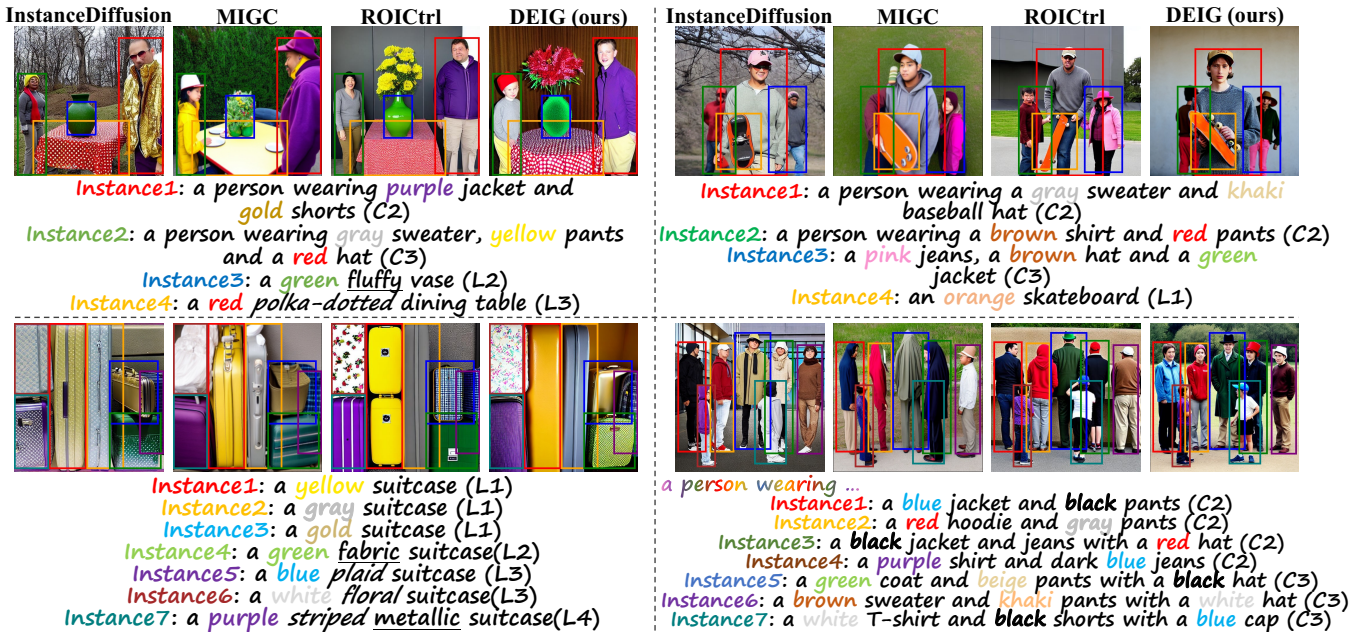 InstanceDiffusion MIGC ROICtrl DEIG (ours)
Instance1: a person wearing purple jacket and
gold shorts (C2)
Instance2: a person wearing gray sweater, yellow pants
and a red hat (C3)
Instance3: a green fluffy vase (L2)
Instance4: a red polka-dotted dining table (L3)
InstanceDiffusion MIGC ROICtrl DEIG (ours)
Instance1: a person wearing a gray sweater and khaki
baseball hat (C2)
Instance2: a person wearing a brown shirt and red pants (C2)
Instance3: a pink jeans, a brown hat and a green
jacket (C3)
Instance4: an orange skateboard (L1)
Instance1: a yellow suitcase (L1)
Instance2: a gray suitcase (L1)
Instance3: a gold suitcase (L1)
Instance4: a green fabric suitcase(L2)
Instance5: a blue plaid suitcase (L3)
Instance6: a white floral suitcase(L3)
Instance7: a purple striped metallic suitcase(L4)
a person wearing ...
Instance1: a blue jacket and black pants (C2)
Instance2: a red hoodie and gray pants (C2)
Instance3: a black jacket and jeans with a red hat (C2)
Instance4: a purple shirt and dark blue jeans (C2)
Instance5: a green coat and beige pants with a black hat (C3)
Instance6: a brown sweater and khaki pants with a white hat (C3)
Instance7: a white T-shirt and black shorts with a blue cap (C3)